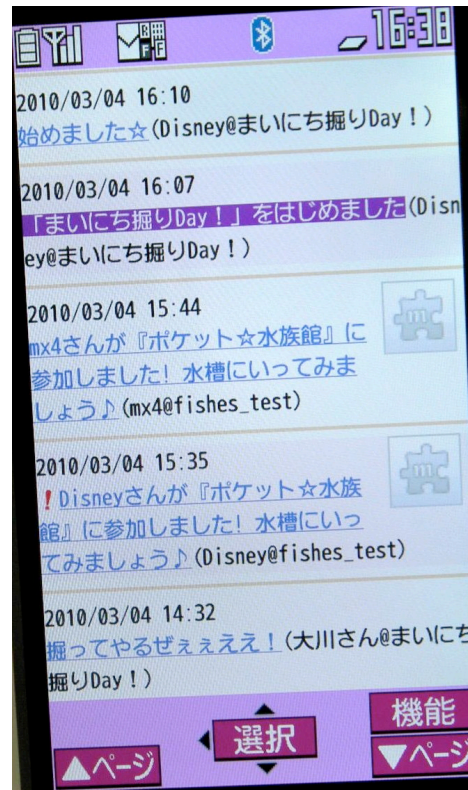 16:38
2010/03/04 16:10
始めました☆(Disney@まいにち掘りDay!)
2010/03/04 16:07
「まいにち掘りDay!」をはじめました(Disn
ey@まいにち掘りDay!)
2010/03/04 15:44
mx4さんが『ポケット☆水族館』に
参加しました! 水槽にいってみま
しょう♪(mx4@fishes_test)
2010/03/04 15:35
!Disneyさんが『ポケット☆水族
館』に参加しました! 水槽にいっ
てみましょう♪(Disney@fishes_test)
2010/03/04 14:32
掘ってやるぜぇぇええ!(大川さん@まいにち
掘りDay!)
機能
選択
▲ページ
▼ページ